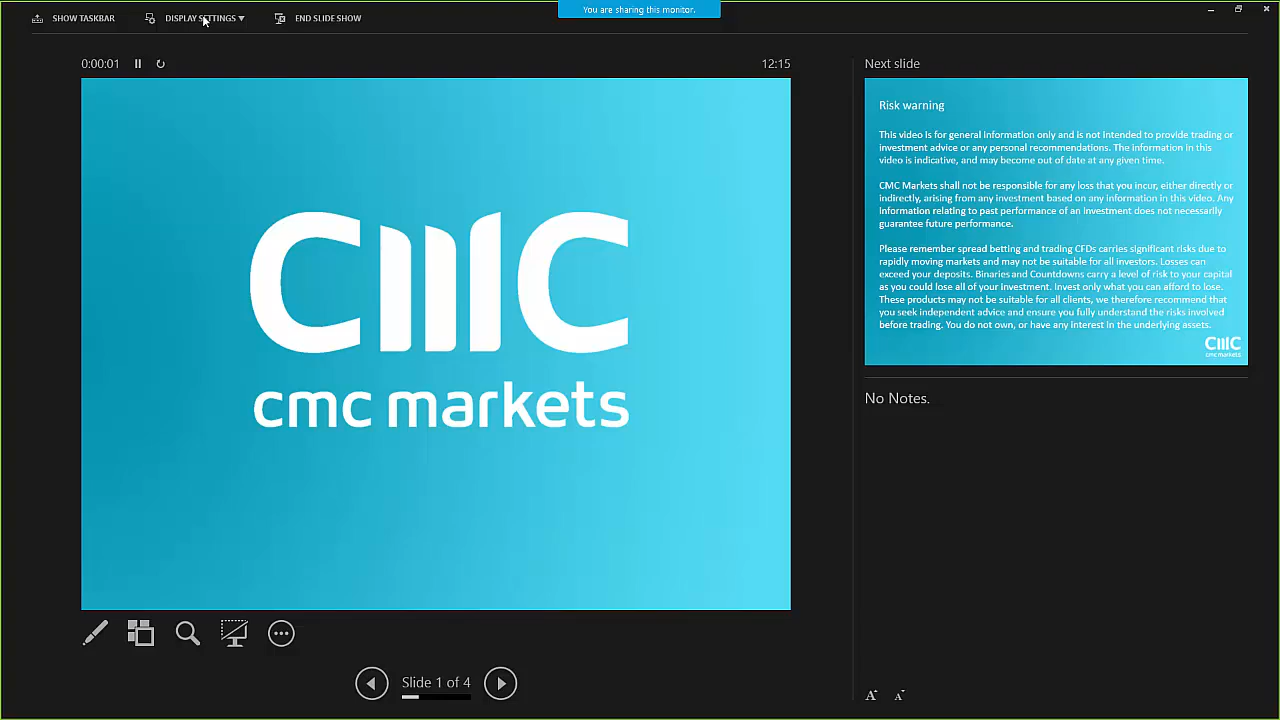 You are sharing this monitor.
SHOW TASKBAR
DISPLAY SETTINGS ▼
END SLIDE SHOW
0:00:01
12:15
cmc
cmc markets
Slide 1 of 4
Next slide
Risk warning
This video is for general information only and is not intended to provide trading or
investment advice or any personal recommendations. The information in this
video is indicative, and may become out of date at any given time.
CMC Markets shall not be responsible for any loss that you incur, either directly or
indirectly, arising from any investment based on any information in this video. Any
information relating to past performance of an investment does not necessarily
guarantee future performance.
Please remember spread betting and trading CFDs carries significant risks due to
rapidly moving markets and may not be suitable for all investors. Losses can
exceed your deposits. Binaries and Countdowns carry a level of risk to your capital
as you could lose all of your investment. Invest only what you can afford to lose.
These products may not be suitable for all clients, we therefore recommend that
you seek independent advice and ensure you fully understand the risks involved
before trading. You do not own, or have any interest in the underlying assets.
cmc
cmc markets
No Notes.
A A